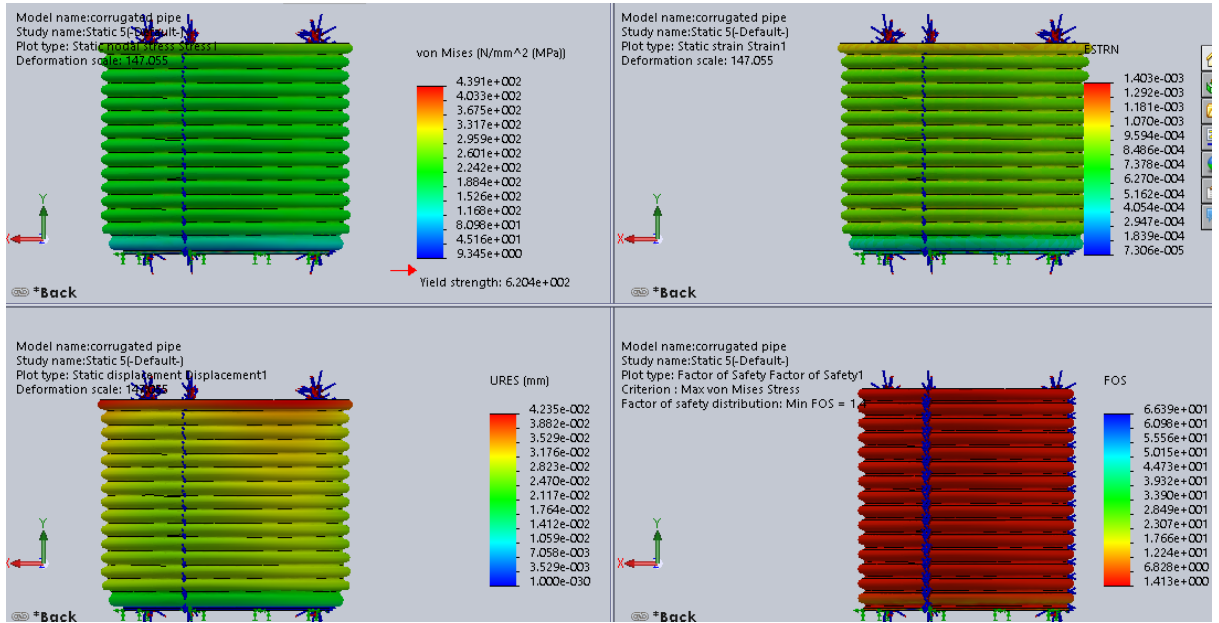 Model name:corrugated pipe
Study name:Static 5(-Default-)
Plot type: Static nodal stress Stress1
Deformation scale: 147.055
von Mises (N/mm^2 (MPa))
4.391e+002
4.033e+002
3.675e+002
3.317e+002
2.959e+002
2.601e+002
2.242e+002
1.884e+002
1.526e+002
1.168e+002
8.098e+001
4.516e+001
9.345e+000
Yield strength: 6.204e+002
Y
X
*Back
Model name:corrugated pipe
Study name:Static 5(-Default-)
Plot type: Static strain Strain1
Deformation scale: 147.055
ESTRN
1.403e-003
1.292e-003
1.181e-003
1.070e-003
9.594e-004
8.486e-004
7.378e-004
6.270e-004
5.162e-004
4.054e-004
2.947e-004
1.839e-004
7.306e-005
Y
X
*Back
Model name:corrugated pipe
Study name:Static 5(-Default-)
Plot type: Static displacement Displacement1
Deformation scale: 147.055
URES (mm)
4.235e-002
3.882e-002
3.529e-002
3.176e-002
2.823e-002
2.470e-002
2.117e-002
1.764e-002
1.412e-002
1.059e-002
7.058e-003
3.529e-003
1.000e-030
Y
X
*Back
Model name:corrugated pipe
Study name:Static 5(-Default-)
Plot type: Factor of Safety Factor of Safety1
Criterion : Max von Mises Stress
Factor of safety distribution: Min FOS =
FOS
6.639e+001
6.098e+001
5.556e+001
5.015e+001
4.473e+001
3.932e+001
3.390e+001
2.849e+001
2.307e+001
1.766e+001
1.224e+001
6.828e+000
1.413e+000
Y
X
*Back